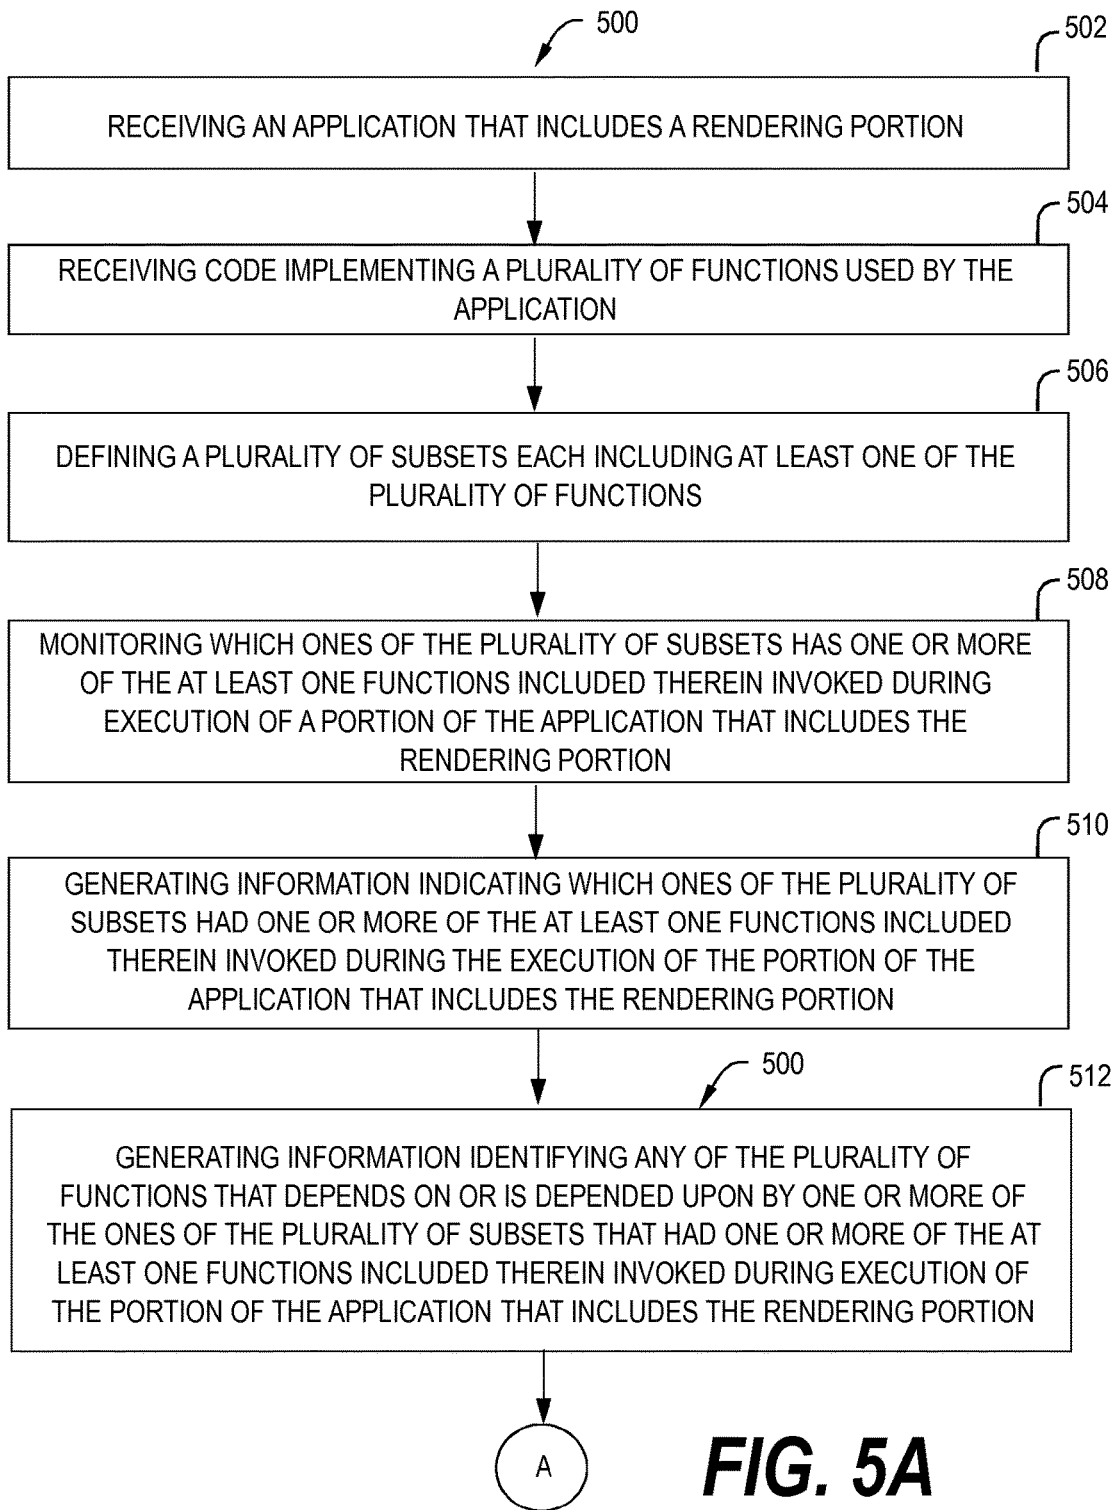 500
502
RECEIVING AN APPLICATION THAT INCLUDES A RENDERING PORTION
504
RECEIVING CODE IMPLEMENTING A PLURALITY OF FUNCTIONS USED BY THE
APPLICATION
506
DEFINING A PLURALITY OF SUBSETS EACH INCLUDING AT LEAST ONE OF THE
PLURALITY OF FUNCTIONS
508
MONITORING WHICH ONES OF THE PLURALITY OF SUBSETS HAS ONE OR MORE
OF THE AT LEAST ONE FUNCTIONS INCLUDED THEREIN INVOKED DURING
EXECUTION OF A PORTION OF THE APPLICATION THAT INCLUDES THE
RENDERING PORTION
510
GENERATING INFORMATION INDICATING WHICH ONES OF THE PLURALITY OF
SUBSETS HAD ONE OR MORE OF THE AT LEAST ONE FUNCTIONS INCLUDED
THEREIN INVOKED DURING THE EXECUTION OF THE PORTION OF THE
APPLICATION THAT INCLUDES THE RENDERING PORTION
500
512
GENERATING INFORMATION IDENTIFYING ANY OF THE PLURALITY OF
FUNCTIONS THAT DEPENDS ON OR IS DEPENDED UPON BY ONE OR MORE OF
THE ONES OF THE PLURALITY OF SUBSETS THAT HAD ONE OR MORE OF THE AT
LEAST ONE FUNCTIONS INCLUDED THEREIN INVOKED DURING EXECUTION OF
THE PORTION OF THE APPLICATION THAT INCLUDES THE RENDERING PORTION
A
FIG. 5A